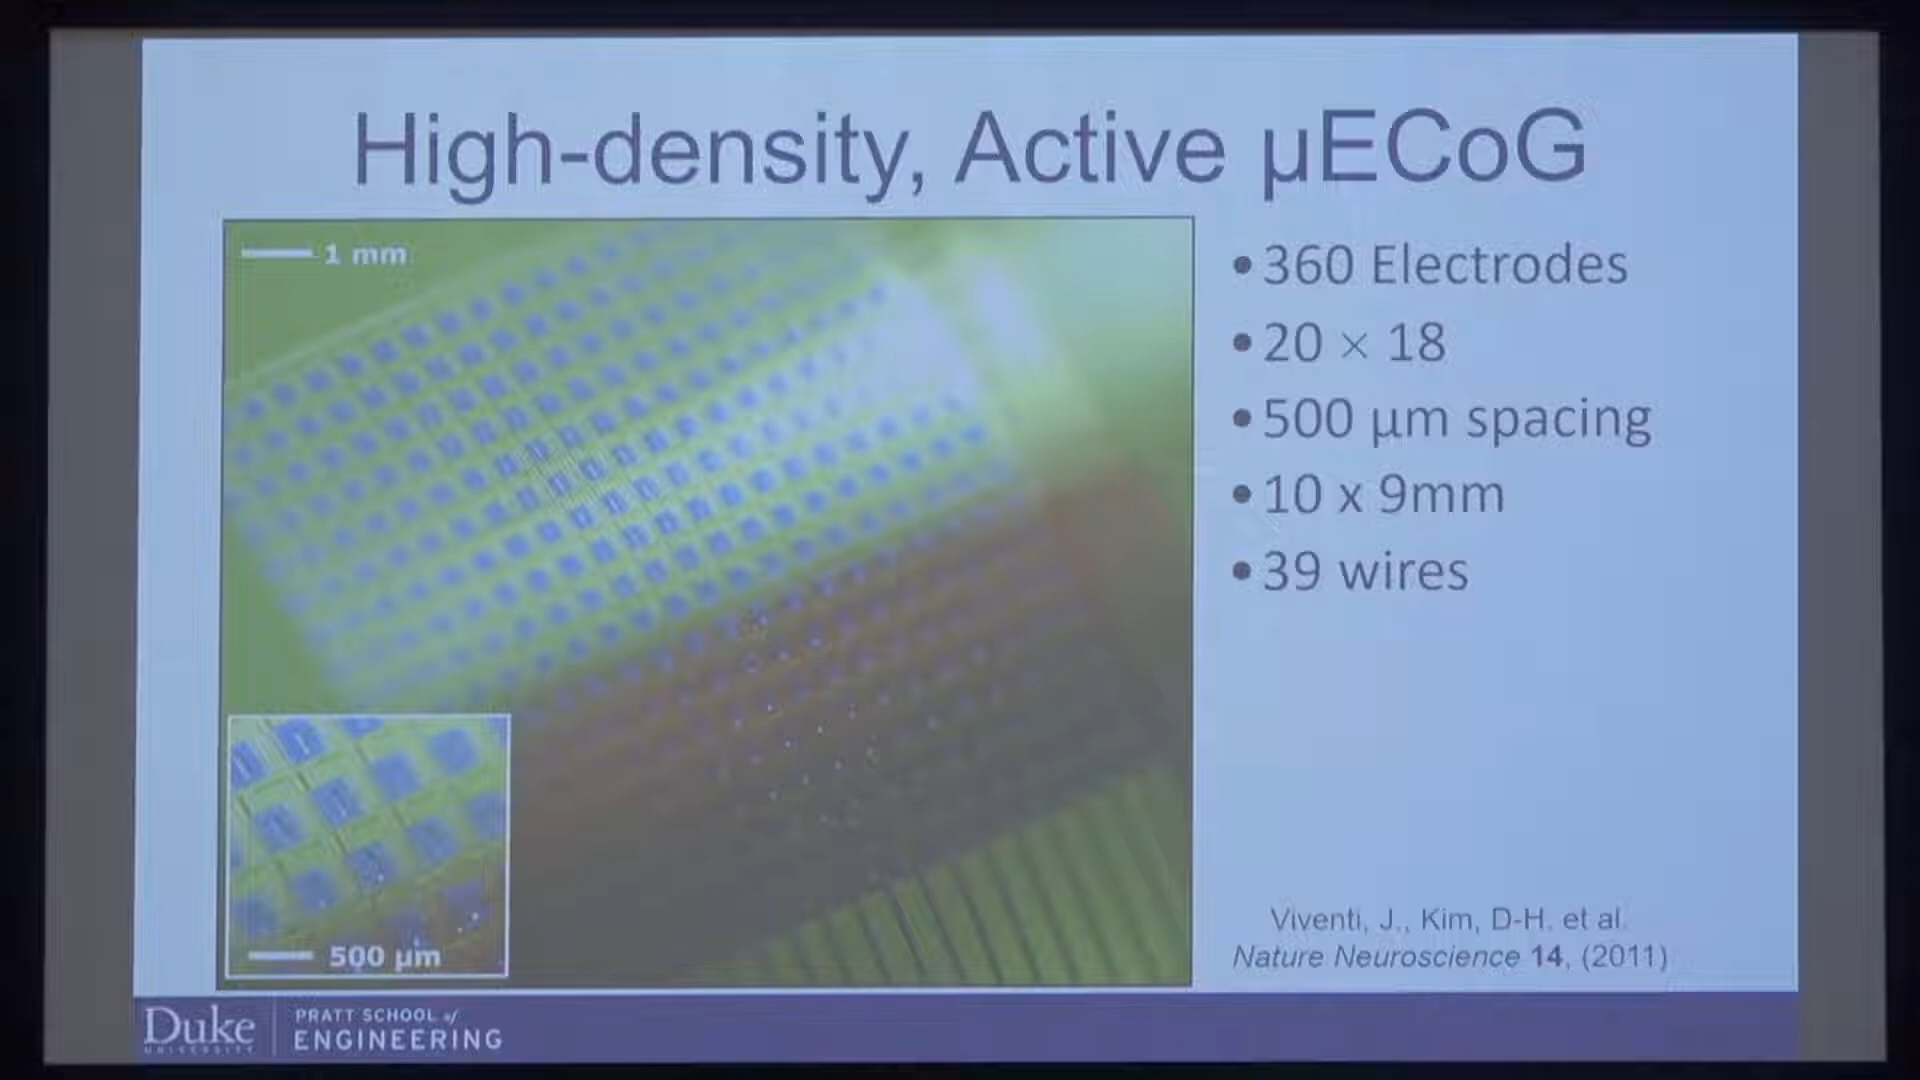 High-density, Active µECoG
1 mm
• 360 Electrodes
• 20 × 18
• 500 µm spacing
• 10 x 9mm
• 39 wires
500 µm
Viventi, J., Kim, D-H. et al.
Nature Neuroscience 14, (2011)
Duke
UNIVERSITY
PRATT SCHOOL of
ENGINEERING